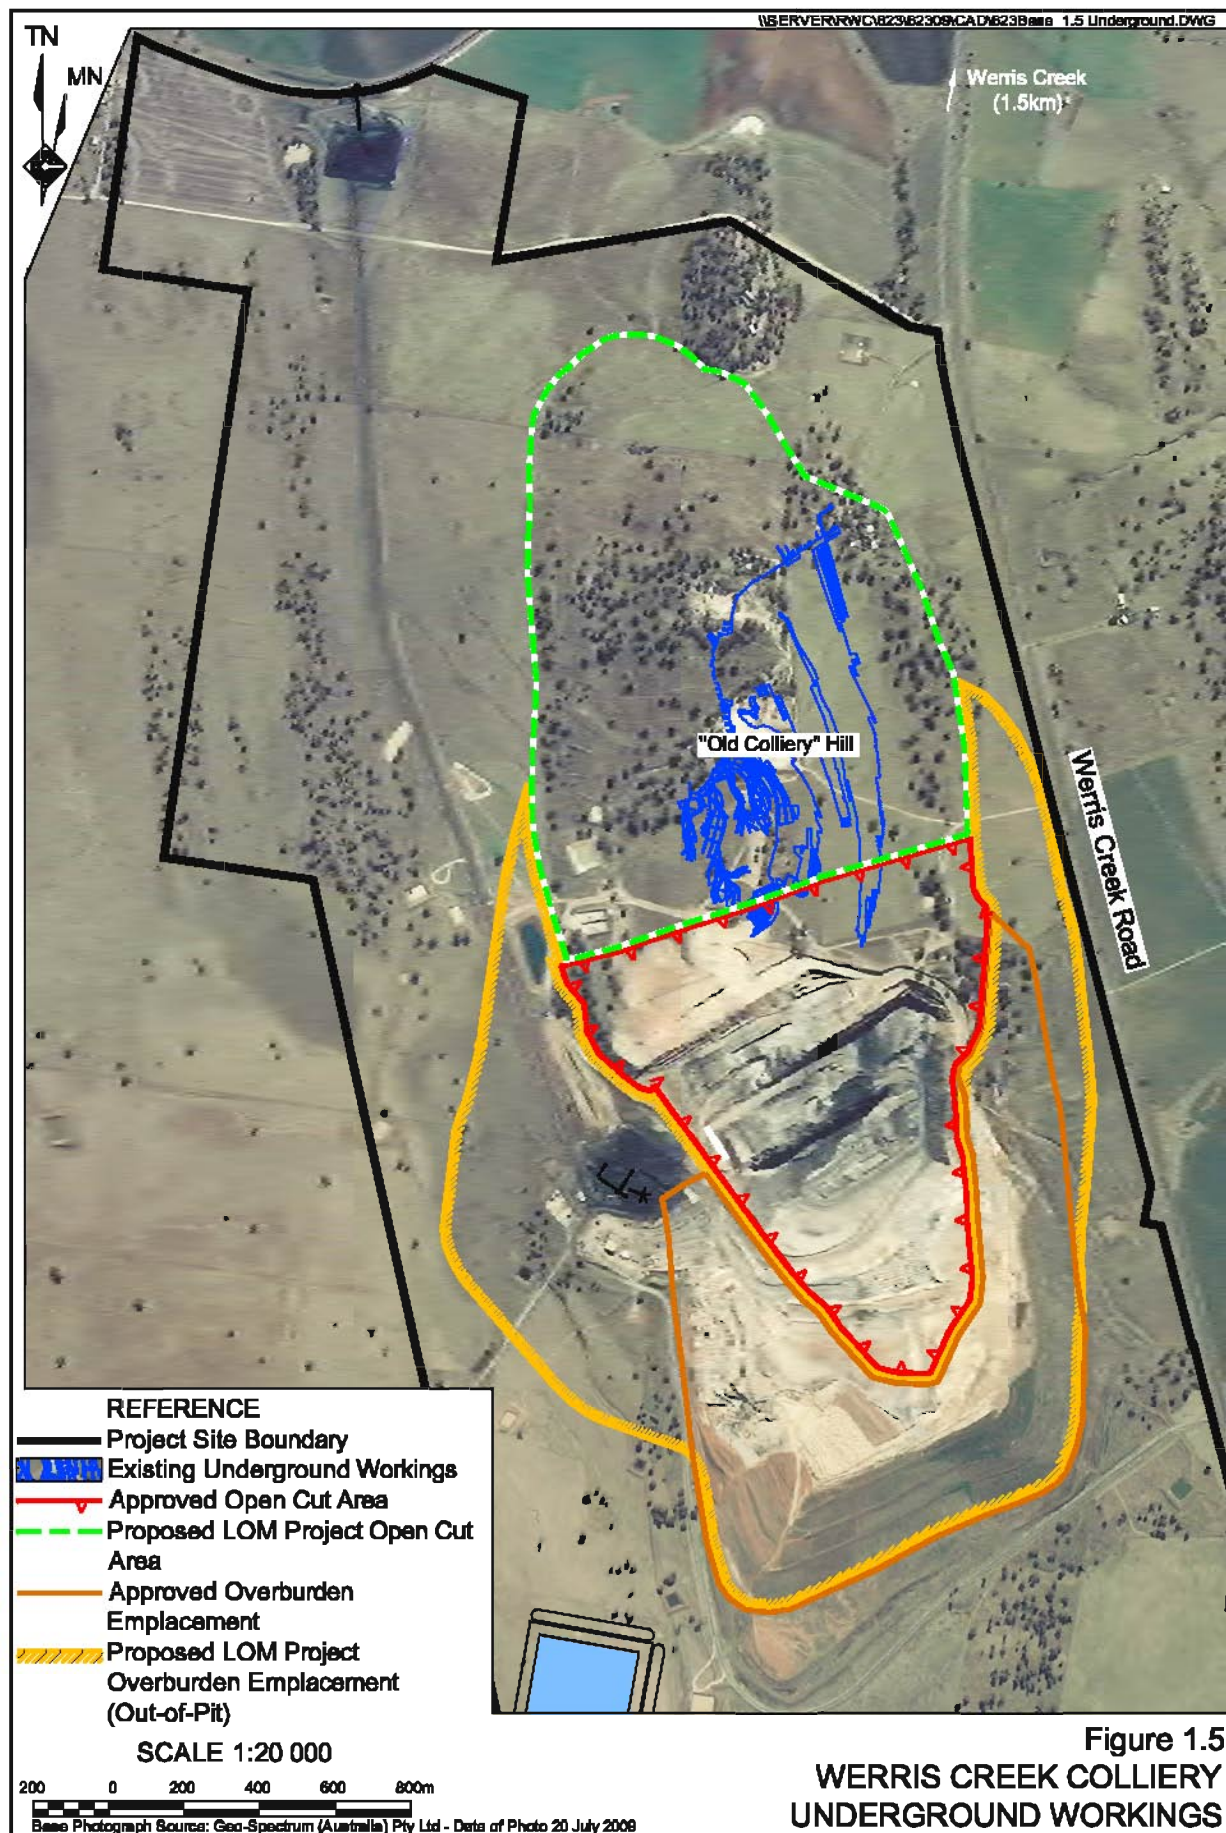 \\SERVER\RWC\623\62309\CAD\623Base_1.5 Underground.DWG
TN
MN
Werris Creek
(1.5km)
"Old Colliery" Hill
Werris Creek Road
REFERENCE
Project Site Boundary
Existing Underground Workings
Approved Open Cut Area
Proposed LOM Project Open Cut
Area
Approved Overburden
Emplacement
Proposed LOM Project
Overburden Emplacement
(Out-of-Pit)
SCALE 1:20 000
200 0 200 400 600 800m
Base Photograph Source: Geo-Spectrum (Australia) Pty Ltd - Date of Photo 20 July 2009
Figure 1.5
WERRIS CREEK COLLIERY
UNDERGROUND WORKINGS